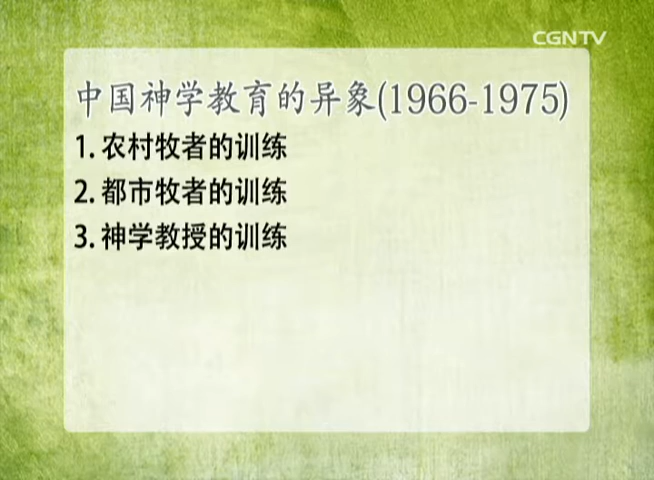 CGNTV
中国神学教育的异象(1966-1975)
1. 农村牧者的训练
2. 都市牧者的训练
3. 神学教授的训练